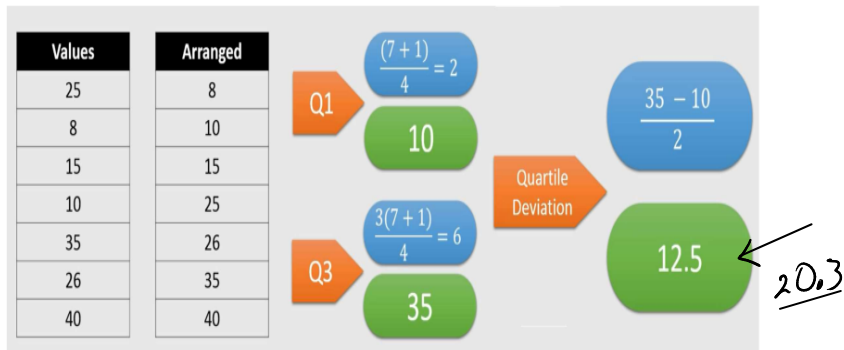 Values
25
8
15
10
35
26
40
Arranged
8
10
15
25
26
35
40
Q1
(7 + 1)
4
= 2
10
Q3
3(7 + 1)
4
= 6
35
Quartile
Deviation
35 − 10
2
12.5
20.3